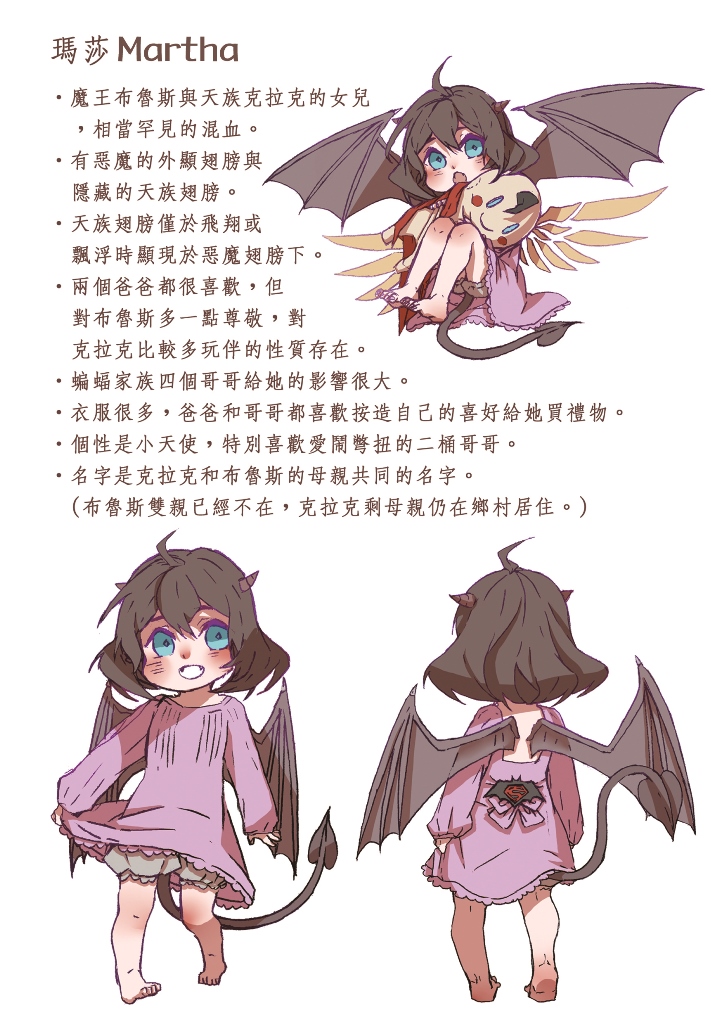 瑪莎 Martha
・魔王布魯斯與天族克拉克的女兒
，相當罕見的混血。
・有惡魔的外顯翅膀與
隱藏的天族翅膀。
・天族翅膀僅於飛翔或
飄浮時顯現於惡魔翅膀下。
・兩個爸爸都很喜歡，但
對布魯斯多一點尊敬，對
克拉克比較多玩伴的性質存在。
・蝙蝠家族四個哥哥給她的影響很大。
・衣服很多，爸爸和哥哥都喜歡按造自己的喜好給她買禮物。
・個性是小天使，特別喜歡愛鬧彆扭的二桶哥哥。
・名字是克拉克和布魯斯的母親共同的名字。
(布魯斯雙親已經不在，克拉克剩母親仍在鄉村居住。)